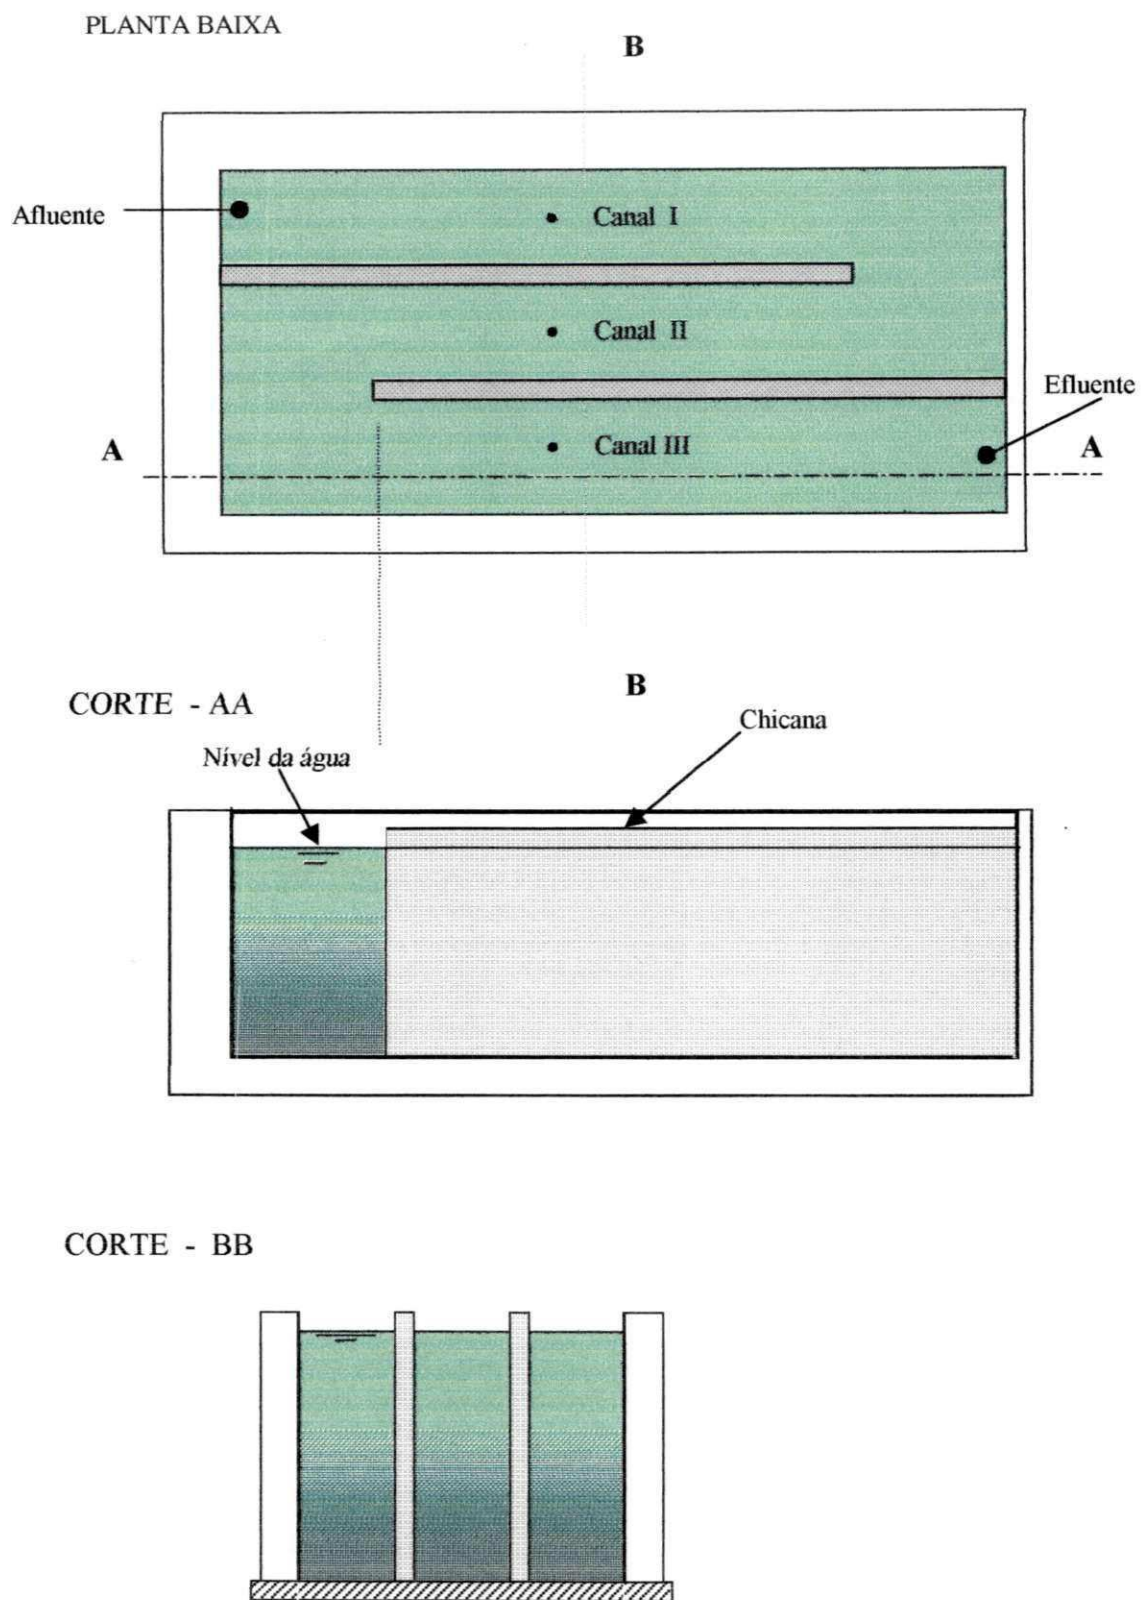 PLANTA BAIXA
B
Afluente
Canal I
Canal II
Efluente
A
Canal III
A
B
CORTE - AA
Chicana
Nível da água
CORTE - BB